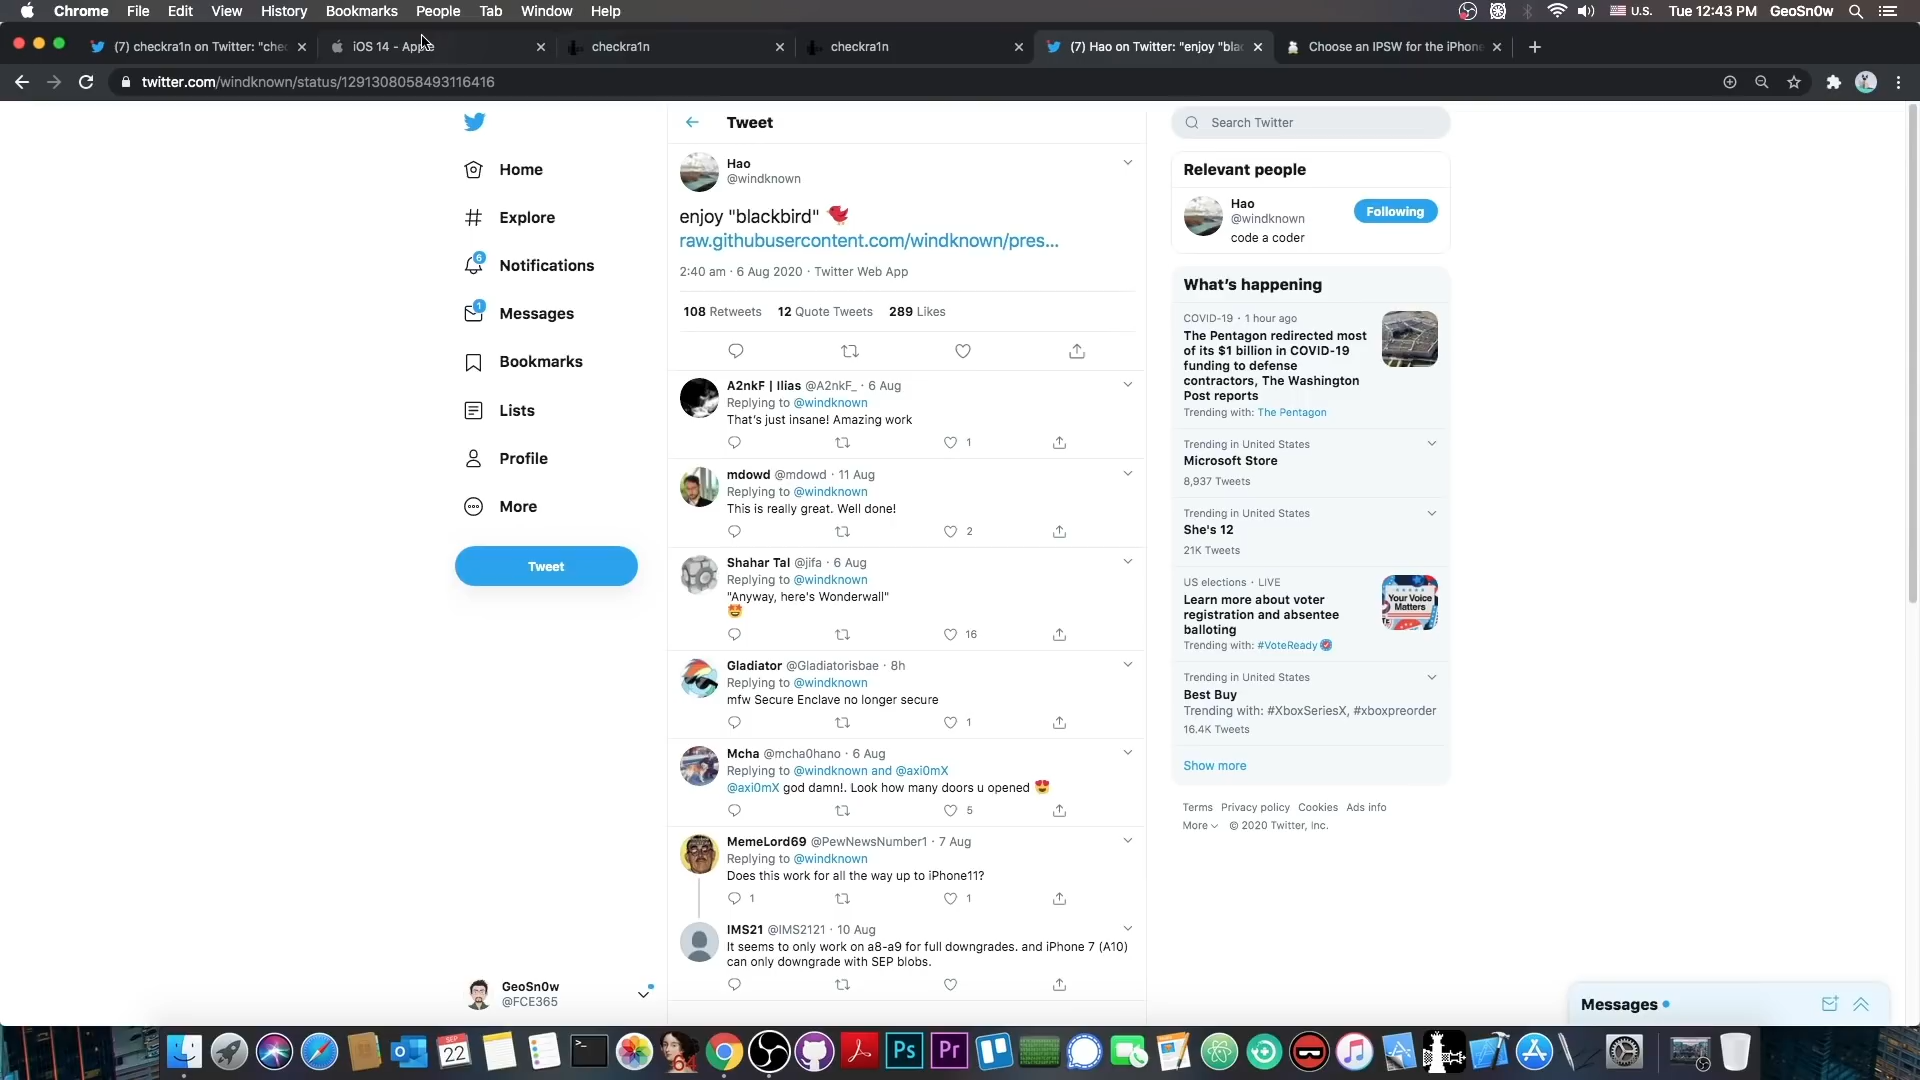 Chrome File Edit View History Bookmarks People Tab Window Help U.S. Tue 12:43 PM GeoSn0w
(7) checkra1n on Twitter: "chec
iOS 14 - Apple
checkra1n
checkra1n
(7) Hao on Twitter: "enjoy "blac
Choose an IPSW for the iPhone
twitter.com/windknown/status/1291308058493116416
Home
Explore
6
Notifications
1
Messages
Bookmarks
Lists
Profile
More
Tweet
GeoSn0w
@FCE365
Tweet
Hao
@windknown
enjoy "blackbird"
raw.githubusercontent.com/windknown/pres...
2:40 am · 6 Aug 2020 · Twitter Web App
108 Retweets 12 Quote Tweets 289 Likes
A2nkF | Ilias @A2nkF_ · 6 Aug
Replying to @windknown
That's just insane! Amazing work
1
mdowd @mdowd · 11 Aug
Replying to @windknown
This is really great. Well done!
2
Shahar Tal @jifa · 6 Aug
Replying to @windknown
"Anyway, here's Wonderwall"
16
Gladiator @Gladiatorisbae · 8h
Replying to @windknown
mfw Secure Enclave no longer secure
1
Mcha @mcha0hano · 6 Aug
Replying to @windknown and @axi0mX
@axi0mX god damn!. Look how many doors u opened
5
MemeLord69 @PewNewsNumber1 · 7 Aug
Replying to @windknown
Does this work for all the way up to iPhone11?
1 1
IMS21 @IMS2121 · 10 Aug
It seems to only work on a8-a9 for full downgrades. and iPhone 7 (A10)
can only downgrade with SEP blobs.
Search Twitter
Relevant people
Hao
@windknown
Following
code a coder
What's happening
COVID-19 · 1 hour ago
The Pentagon redirected most
of its $1 billion in COVID-19
funding to defense
contractors, The Washington
Post reports
Trending with: The Pentagon
Trending in United States
Microsoft Store
8,937 Tweets
Trending in United States
She's 12
21K Tweets
US elections · LIVE
Learn more about voter
registration and absentee
balloting
Trending with: #VoteReady
Your Voice
Matters
Trending in United States
Best Buy
Trending with: #XboxSeriesX, #xboxpreorder
16.4K Tweets
Show more
Terms Privacy policy Cookies Ads info
More © 2020 Twitter, Inc.
Messages
SEP
22
64
Ps
Pr